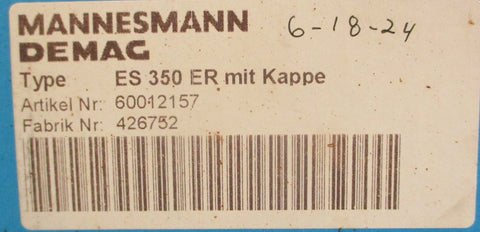 MANNESMANN
DEMAG
6-18-24
Type ES 350 ER mit Kappe
Artikel Nr: 60012157
Fabrik Nr: 426752